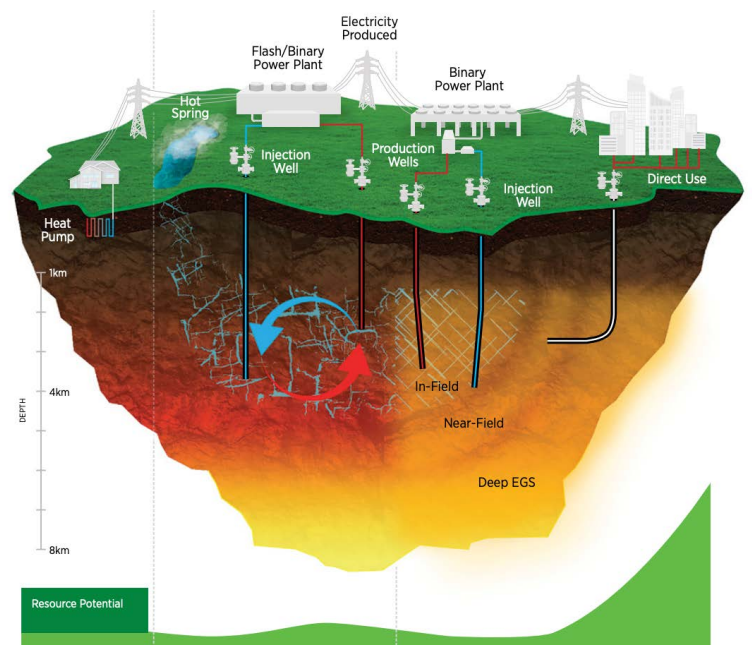 Electricity
Produced
Flash/Binary
Power Plant
Binary
Power Plant
Hot
Spring
Injection
Well
Production
Wells
Injection
Well
Direct Use
Heat
Pump
1km
4km
DEPTH
8km
In-Field
Near-Field
Deep EGS
Resource Potential